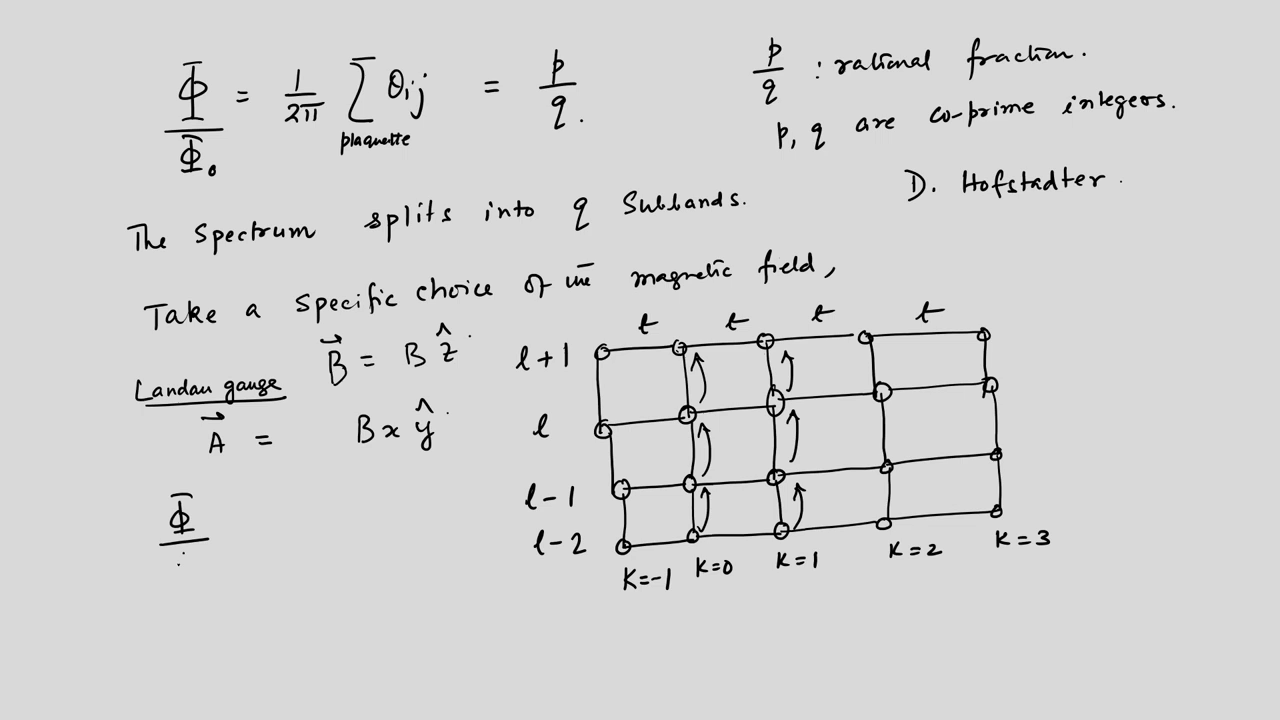 Φ/Φ₀ = 1/2π Σ_plaquette θij = p/q.
p/q : rational fraction.
p, q are co-prime integers.
D. Hofstadter.
The spectrum splits into q Subbands.
Take a specific choice of the magnetic field,
B⃗ = B ẑ.
Landau gauge
A⃗ = Bx ŷ.
Φ
t t t t
l+1
l
l-1
l-2
K=-1 K=0 K=1 K=2 K=3